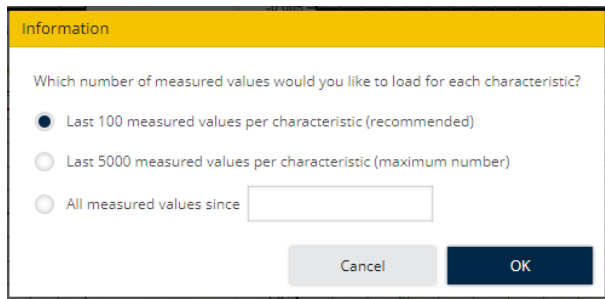 Information
Which number of measured values would you like to load for each characteristic?
Last 100 measured values per characteristic (recommended)
Last 5000 measured values per characteristic (maximum number)
All measured values since
Cancel OK